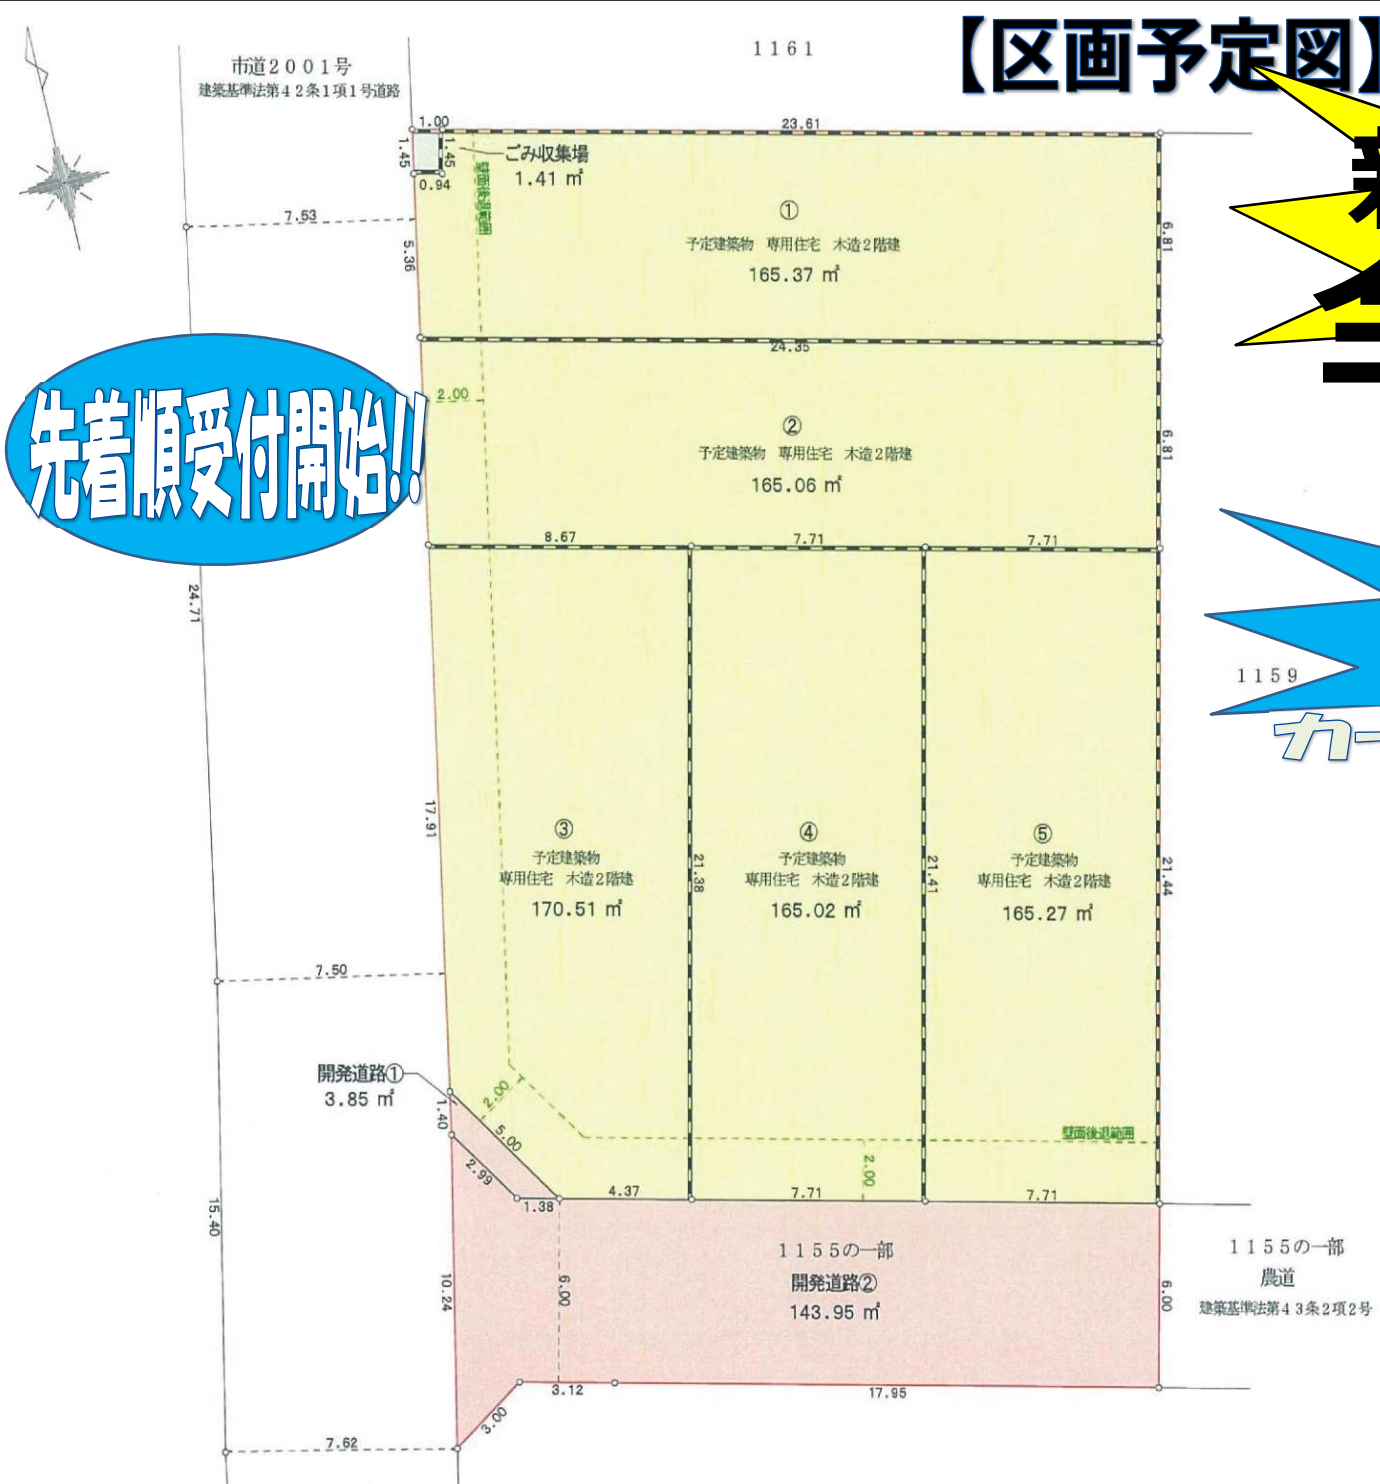 【区画予定図】
1161
市道2001号
建築基準法第42条1項1号道路
1.00
23.61
1.45
1.45
ごみ収集場
1.41 ㎡
0.94
壁面後退範囲
7.53
5.36
①
予定建築物 専用住宅 木造2階建
165.37 ㎡
6.81
24.35
先着順受付開始!!
2.00
②
予定建築物 専用住宅 木造2階建
165.06 ㎡
6.81
8.67
7.71
7.71
24.71
1159
カー
17.91
③
予定建築物
専用住宅 木造2階建
170.51 ㎡
21.38
④
予定建築物
専用住宅 木造2階建
165.02 ㎡
21.41
⑤
予定建築物
専用住宅 木造2階建
165.27 ㎡
21.44
7.50
開発道路①
3.85 ㎡
1.40
2.00
5.00
2.99
1.38
4.37
7.71
2.00
壁面後退範囲
7.71
15.40
10.24
6.00
1155の一部
開発道路②
143.95 ㎡
6.00
1155の一部
農道
建築基準法第43条2項2号
3.12
17.95
3.00
7.62